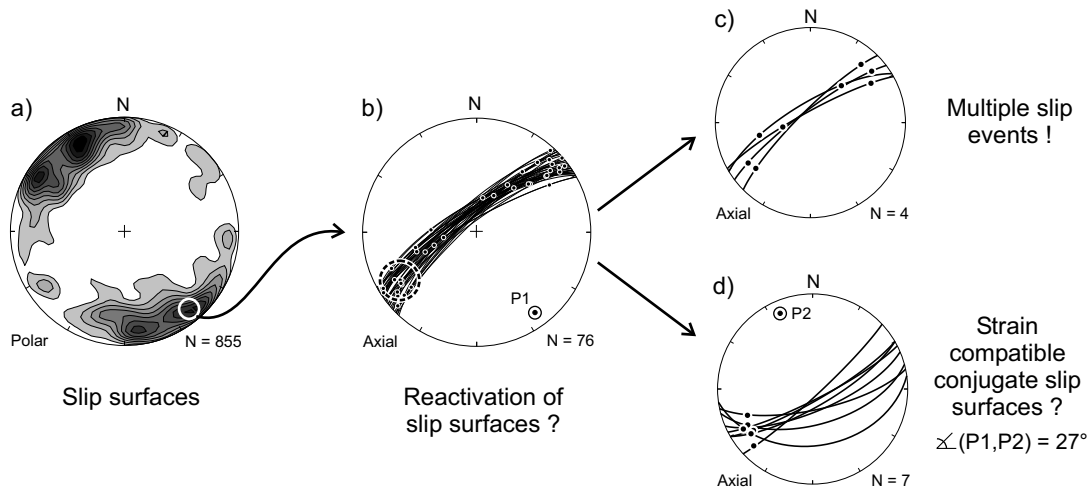 a)
N
Polar
N = 855
Slip surfaces
b)
N
P1
Axial
N = 76
Reactivation of
slip surfaces ?
c)
N
Axial
N = 4
Multiple slip
events !
d)
N
P2
Axial
N = 7
Strain
compatible
conjugate slip
surfaces ?
∡(P1,P2) = 27°